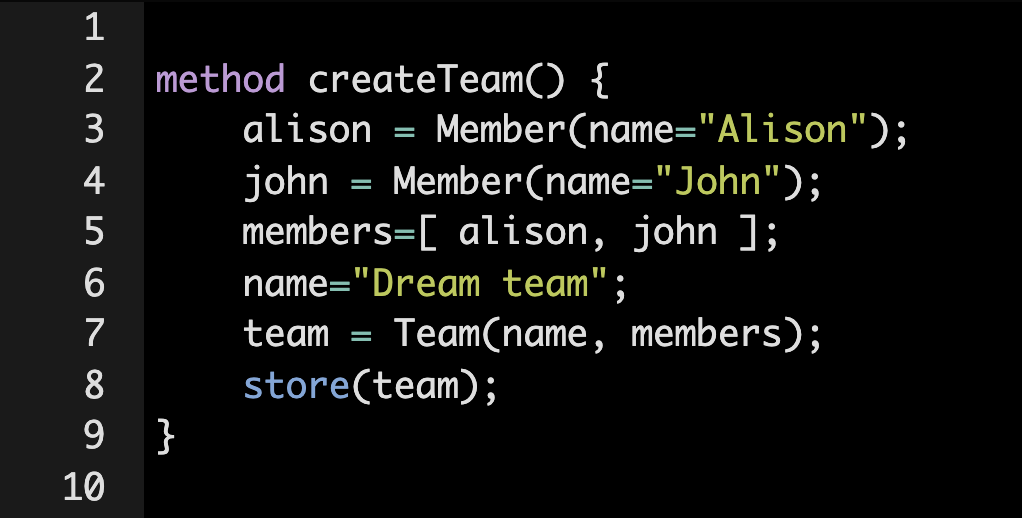 1
2 method createTeam() {
3     alison = Member(name="Alison");
4     john = Member(name="John");
5     members=[ alison, john ];
6     name="Dream team";
7     team = Team(name, members);
8     store(team);
9 }
10